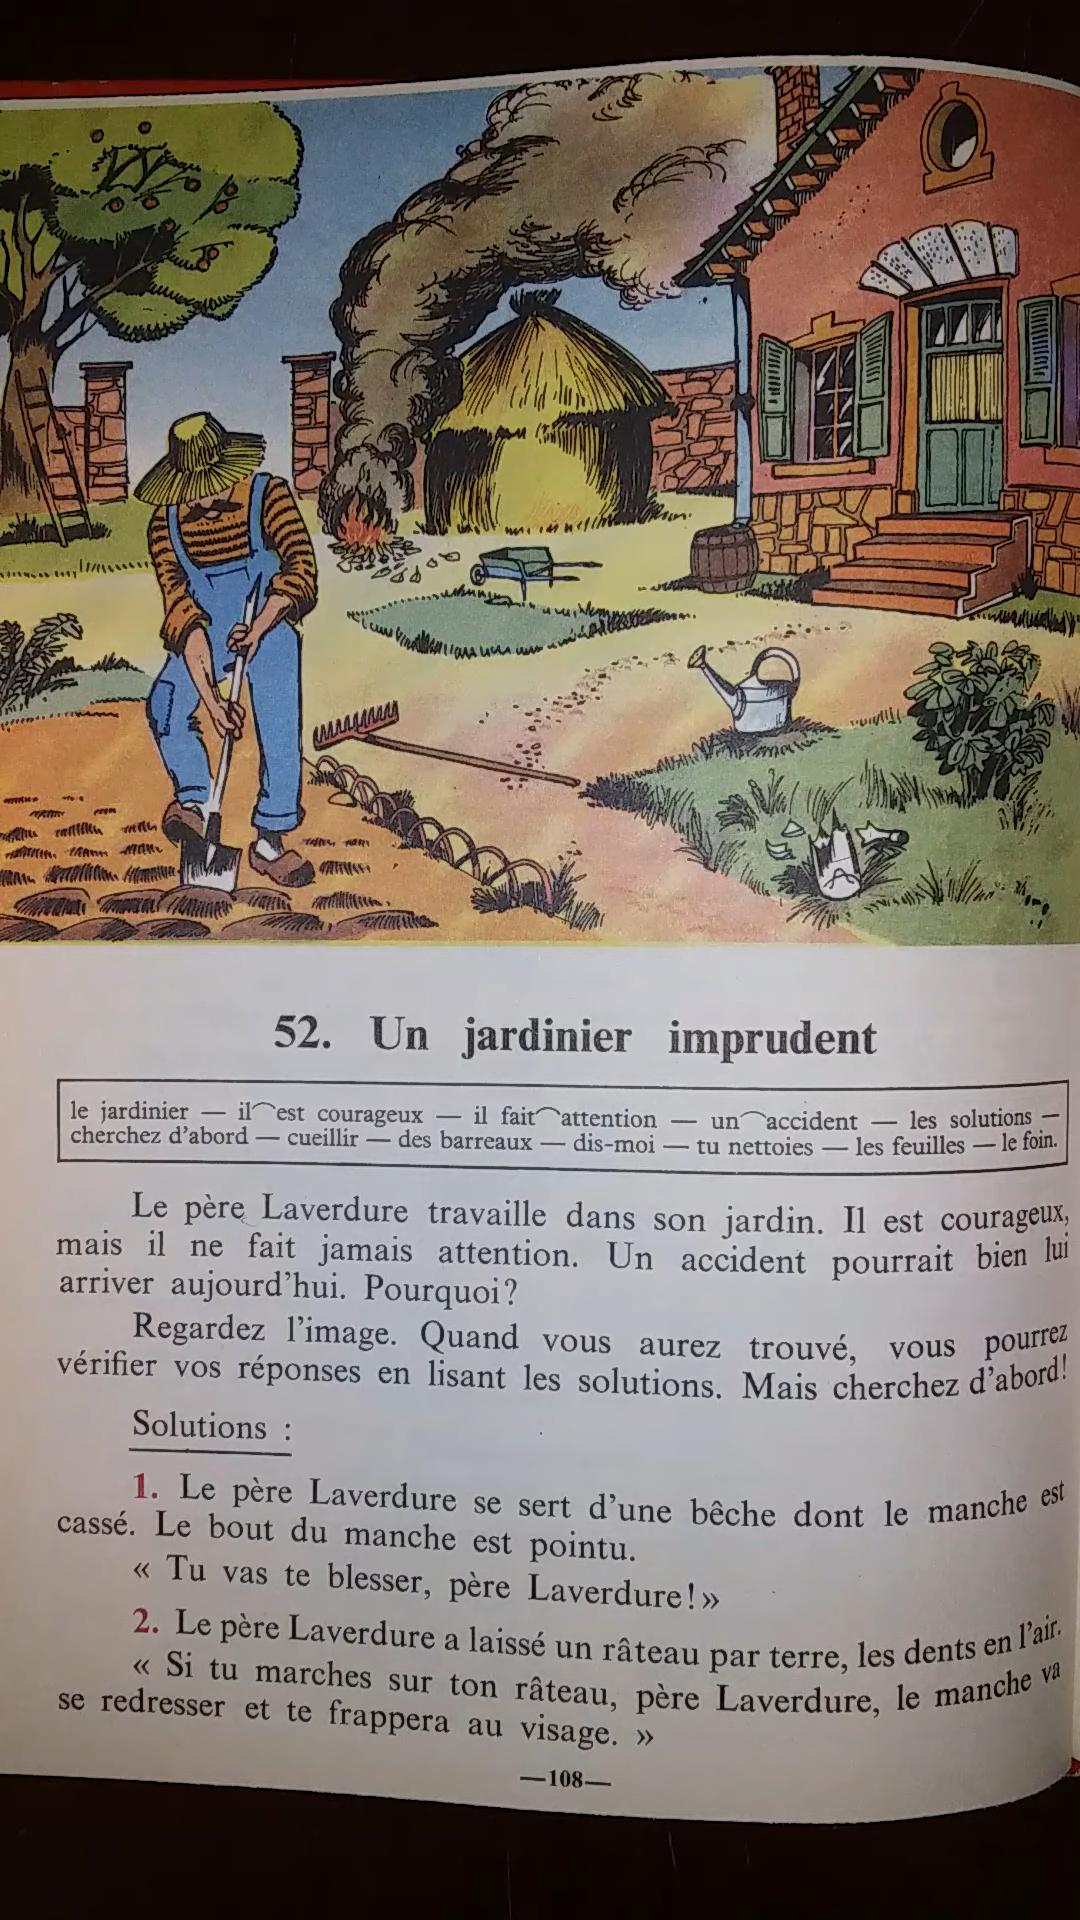 52. Un jardinier imprudent
le jardinier — il‿est courageux — il fait‿attention — un‿accident — les solutions —
cherchez d'abord — cueillir — des barreaux — dis-moi — tu nettoies — les feuilles — le foin.
Le père Laverdure travaille dans son jardin. Il est courageux,
mais il ne fait jamais attention. Un accident pourrait bien lui
arriver aujourd'hui. Pourquoi?
Regardez l'image. Quand vous aurez trouvé, vous pourrez
vérifier vos réponses en lisant les solutions. Mais cherchez d'abord!
Solutions :
1. Le père Laverdure se sert d'une bêche dont le manche est
cassé. Le bout du manche est pointu.
« Tu vas te blesser, père Laverdure! »
2. Le père Laverdure a laissé un râteau par terre, les dents en l'air.
« Si tu marches sur ton râteau, père Laverdure, le manche va
se redresser et te frappera au visage. »
—108—